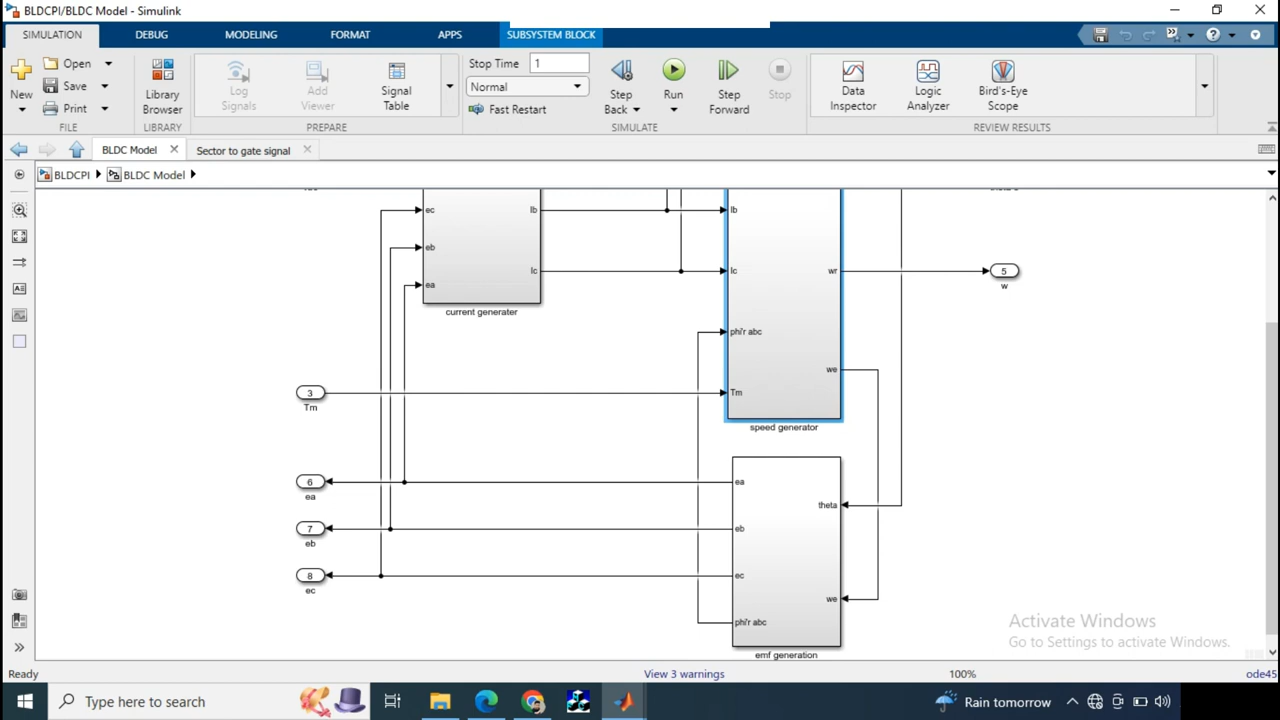 BLDCPI/BLDC Model - Simulink
SIMULATION DEBUG MODELING FORMAT APPS SUBSYSTEM BLOCK
New
Open
Save
Print
FILE
Library
Browser
LIBRARY
Log
Signals
Add
Viewer
Signal
Table
PREPARE
Stop Time 1
Normal
Fast Restart
Step
Back
Run
Step
Forward
Stop
SIMULATE
Data
Inspector
Logic
Analyzer
Bird's-Eye
Scope
REVIEW RESULTS
BLDC Model Sector to gate signal
BLDCPI BLDC Model
ec
eb
ea
Ib
Ic
current generater
Ib
Ic
phi'r abc
Tm
wr
we
speed generator
5
w
3
Tm
6
ea
7
eb
8
ec
ea
eb
ec
phi'r abc
theta
we
emf generation
Activate Windows
Go to Settings to activate Windows.
Ready View 3 warnings 100% ode45
Type here to search Rain tomorrow